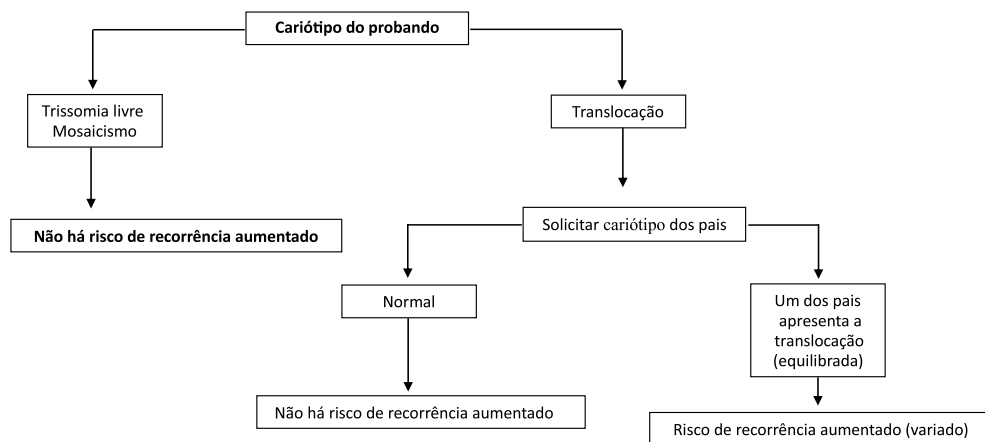 Cariótipo do probando
Trissomia livre
Mosaicismo
Translocação
Não há risco de recorrência aumentado
Solicitar cariótipo dos pais
Normal
Um dos pais
apresenta a
translocação
(equilibrada)
Não há risco de recorrência aumentado
Risco de recorrência aumentado (variado)